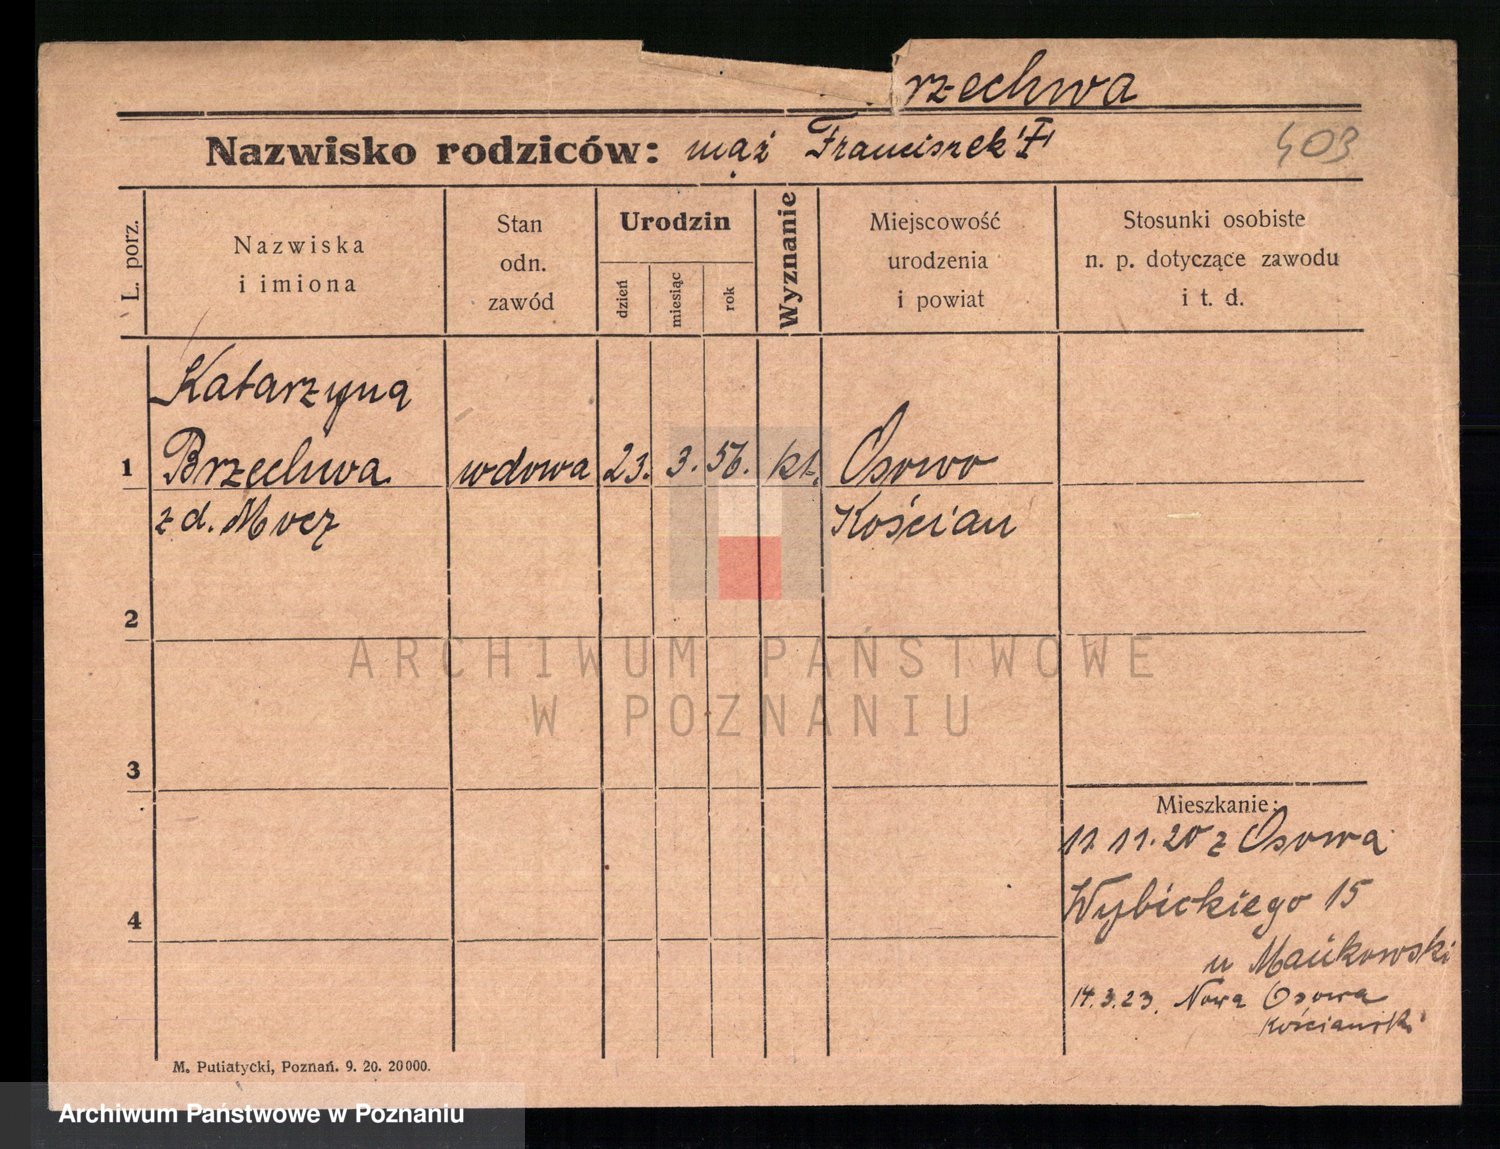 rzechwa
Nazwisko rodziców: mąż Franciszek
403
L. porz.
Nazwiska
i imiona
Stan
odn.
zawód
Urodzin
dzień
miesiąc
rok
Wyznanie
Miejscowość
urodzenia
i powiat
Stosunki osobiste
n. p. dotyczące zawodu
i t. d.
Katarzyna
1 Brzechwa wdowa 23. 3. 56. kt. Osowo
z d. Mocz Kościan
2
3
4
Mieszkanie:
11 11. 20 z Osowa
Wybickiego 15
u Mańkowski
14.3.23. Nowa Osowa
kościański
M. Putiatycki, Poznań. 9. 20. 20000.
ARCHIWUM PAŃSTWOWE
W POZNANIU
Archiwum Państwowe w Poznaniu